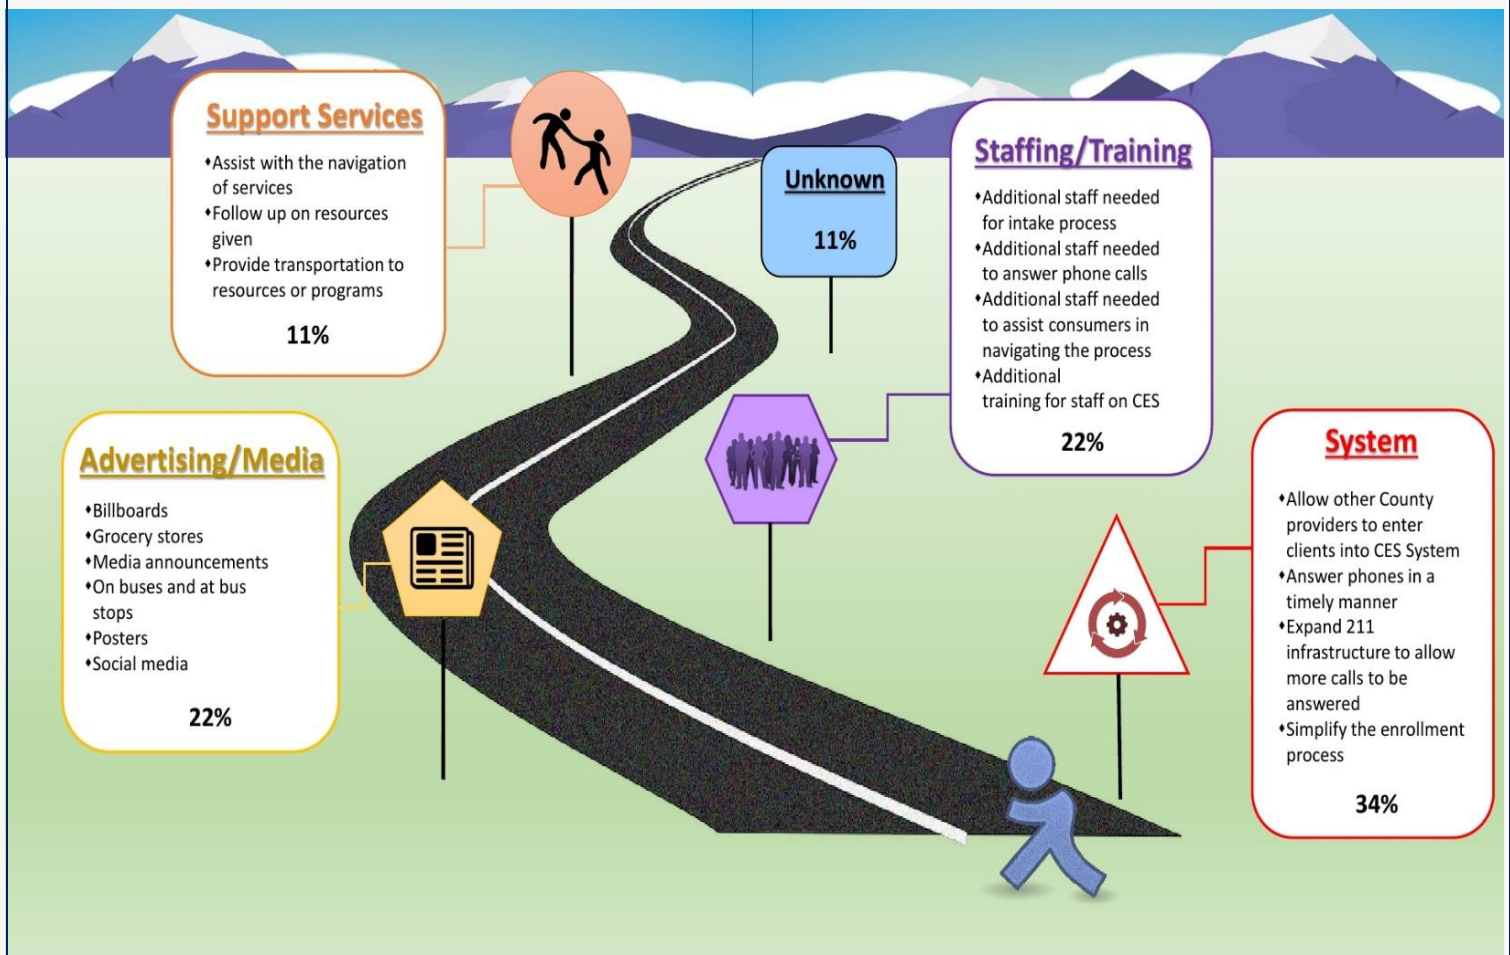 Support Services
♦Assist with the navigation
of services
♦Follow up on resources
given
♦Provide transportation to
resources or programs
11%
Unknown
11%
Staffing/Training
♦Additional staff needed
for intake process
♦Additional staff needed
to answer phone calls
♦Additional staff needed
to assist consumers in
navigating the process
♦Additional
training for staff on CES
22%
Advertising/Media
♦Billboards
♦Grocery stores
♦Media announcements
♦On buses and at bus
stops
♦Posters
♦Social media
22%
System
♦Allow other County
providers to enter
clients into CES System
♦Answer phones in a
timely manner
♦Expand 211
infrastructure to allow
more calls to be
answered
♦Simplify the enrollment
process
34%